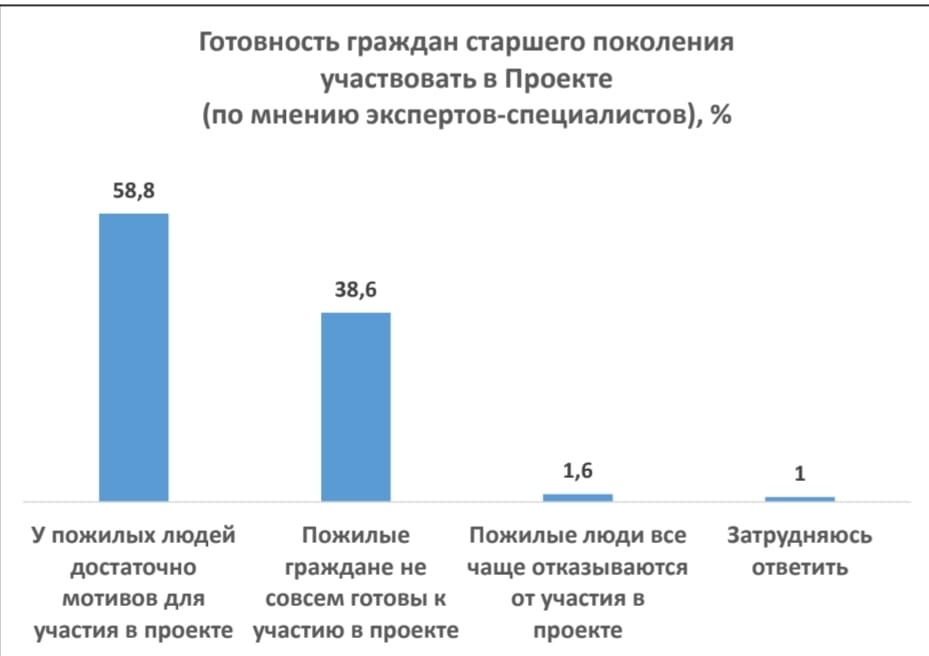 Готовность граждан старшего поколения
участвовать в Проекте
(по мнению экспертов-специалистов), %
58,8
38,6
1,6
1
У пожилых людей
достаточно
мотивов для
участия в проекте
Пожилые
граждане не
совсем готовы к
участию в проекте
Пожилые люди все
чаще отказываются
от участия в
проекте
Затрудняюсь
ответить